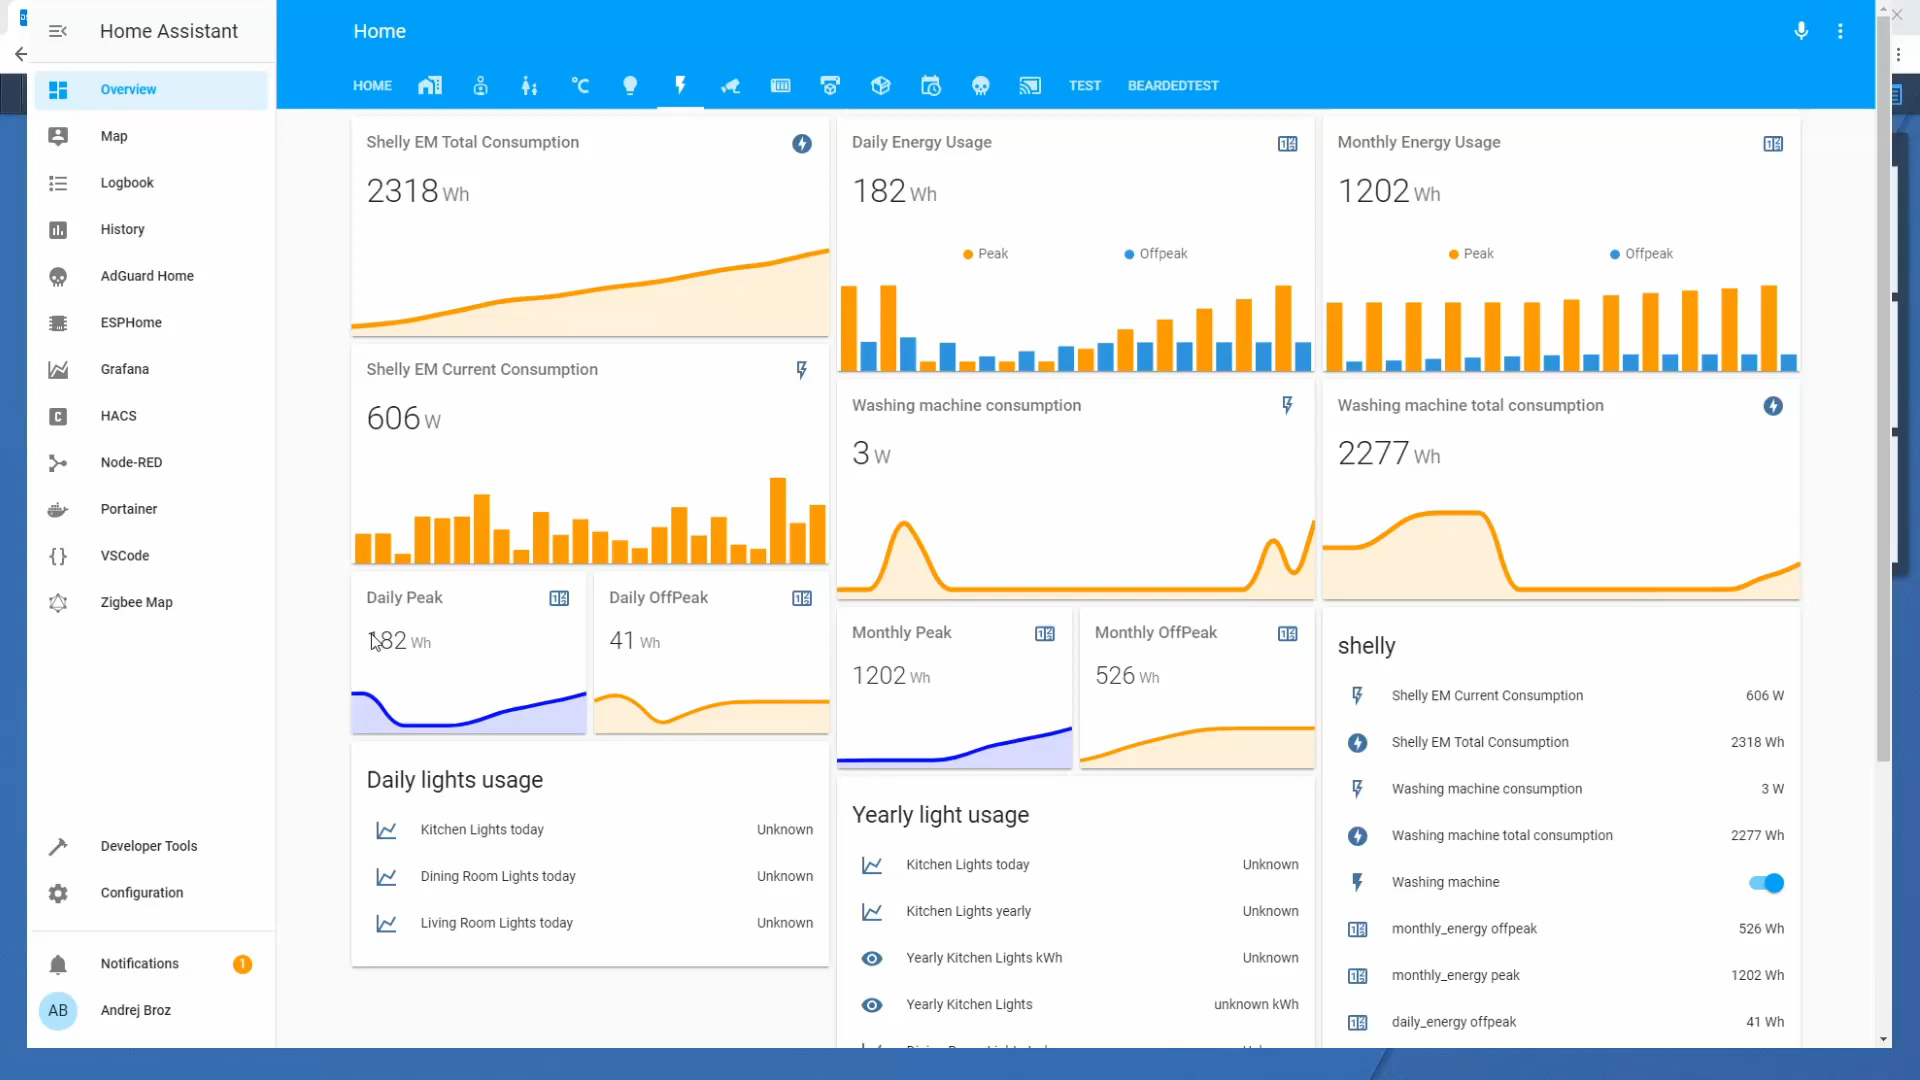 Home Assistant
Overview
Map
Logbook
History
AdGuard Home
ESPHome
Grafana
HACS
Node-RED
Portainer
VSCode
Zigbee Map
Developer Tools
Configuration
Notifications 1
AB Andrej Broz
Home
HOME °C TEST BEARDEDTEST
Shelly EM Total Consumption
2318 Wh
Shelly EM Current Consumption
606 W
Daily Peak
182 Wh
Daily OffPeak
41 Wh
Daily lights usage
Kitchen Lights today Unknown
Dining Room Lights today Unknown
Living Room Lights today Unknown
Daily Energy Usage
182 Wh
Peak Offpeak
Washing machine consumption
3 W
Monthly Peak
1202 Wh
Monthly OffPeak
526 Wh
Yearly light usage
Kitchen Lights today Unknown
Kitchen Lights yearly Unknown
Yearly Kitchen Lights kWh Unknown
Yearly Kitchen Lights unknown kWh
Monthly Energy Usage
1202 Wh
Peak Offpeak
Washing machine total consumption
2277 Wh
shelly
Shelly EM Current Consumption 606 W
Shelly EM Total Consumption 2318 Wh
Washing machine consumption 3 W
Washing machine total consumption 2277 Wh
Washing machine
monthly_energy offpeak 526 Wh
monthly_energy peak 1202 Wh
daily_energy offpeak 41 Wh